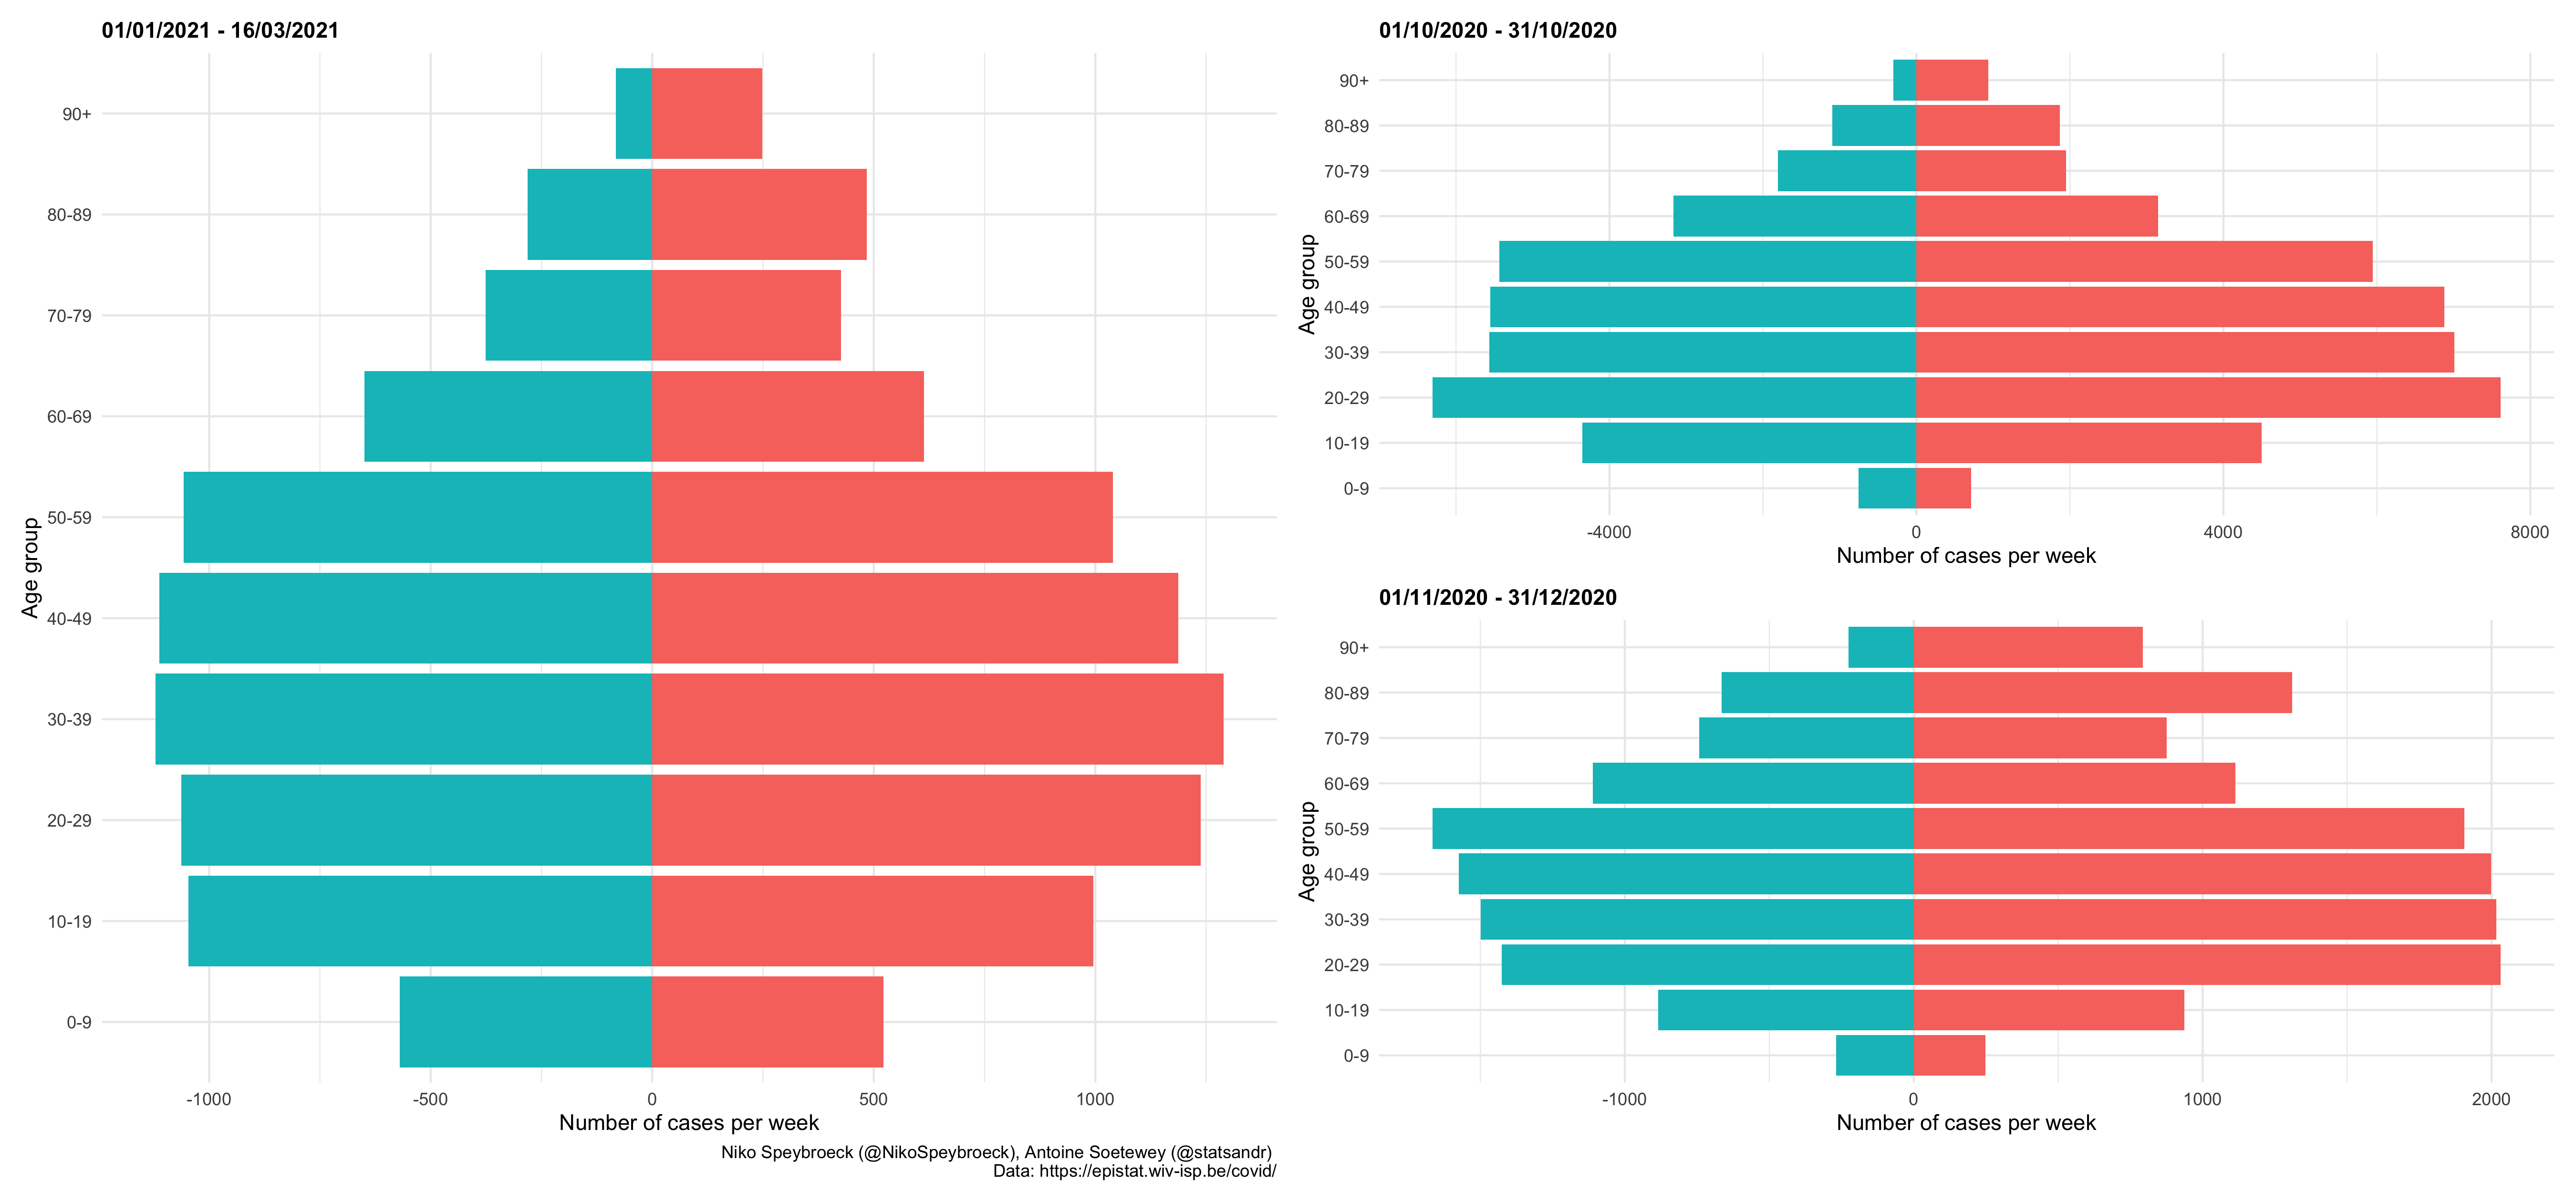 01/01/2021 - 16/03/2021
90+
80-89
70-79
60-69
50-59
40-49
30-39
20-29
10-19
0-9
Age group
-1000 -500 0 500 1000
Number of cases per week
Niko Speybroeck (@NikoSpeybroeck), Antoine Soetewey (@statsandr)
Data: https://epistat.wiv-isp.be/covid/
01/10/2020 - 31/10/2020
90+
80-89
70-79
60-69
50-59
40-49
30-39
20-29
10-19
0-9
Age group
-4000 0 4000 8000
Number of cases per week
01/11/2020 - 31/12/2020
90+
80-89
70-79
60-69
50-59
40-49
30-39
20-29
10-19
0-9
Age group
-1000 0 1000 2000
Number of cases per week